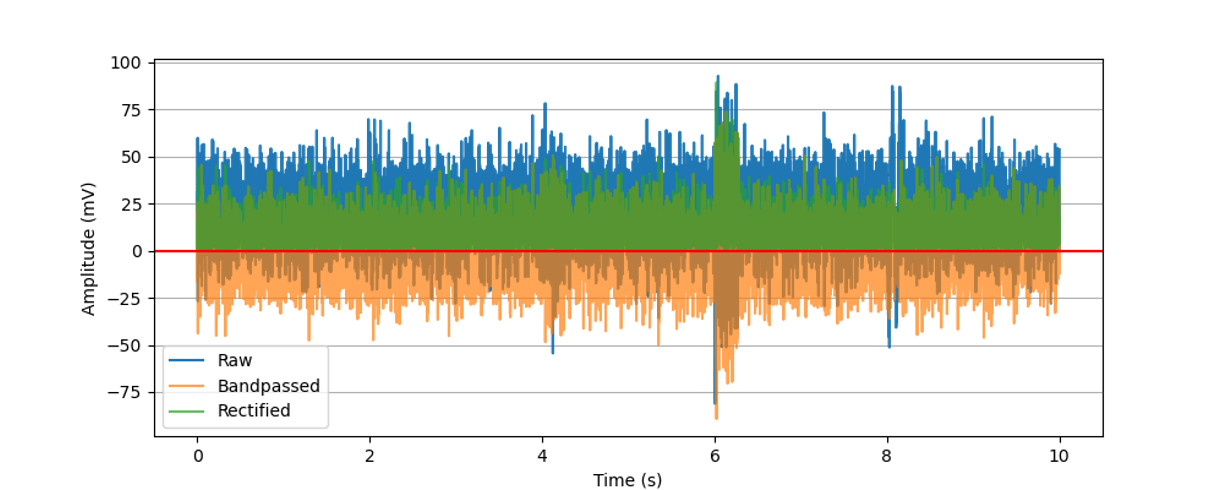 100
75
50
25
0
−25
−50
−75
Amplitude (mV)
Raw
Bandpassed
Rectified
0 2 4 6 8 10
Time (s)